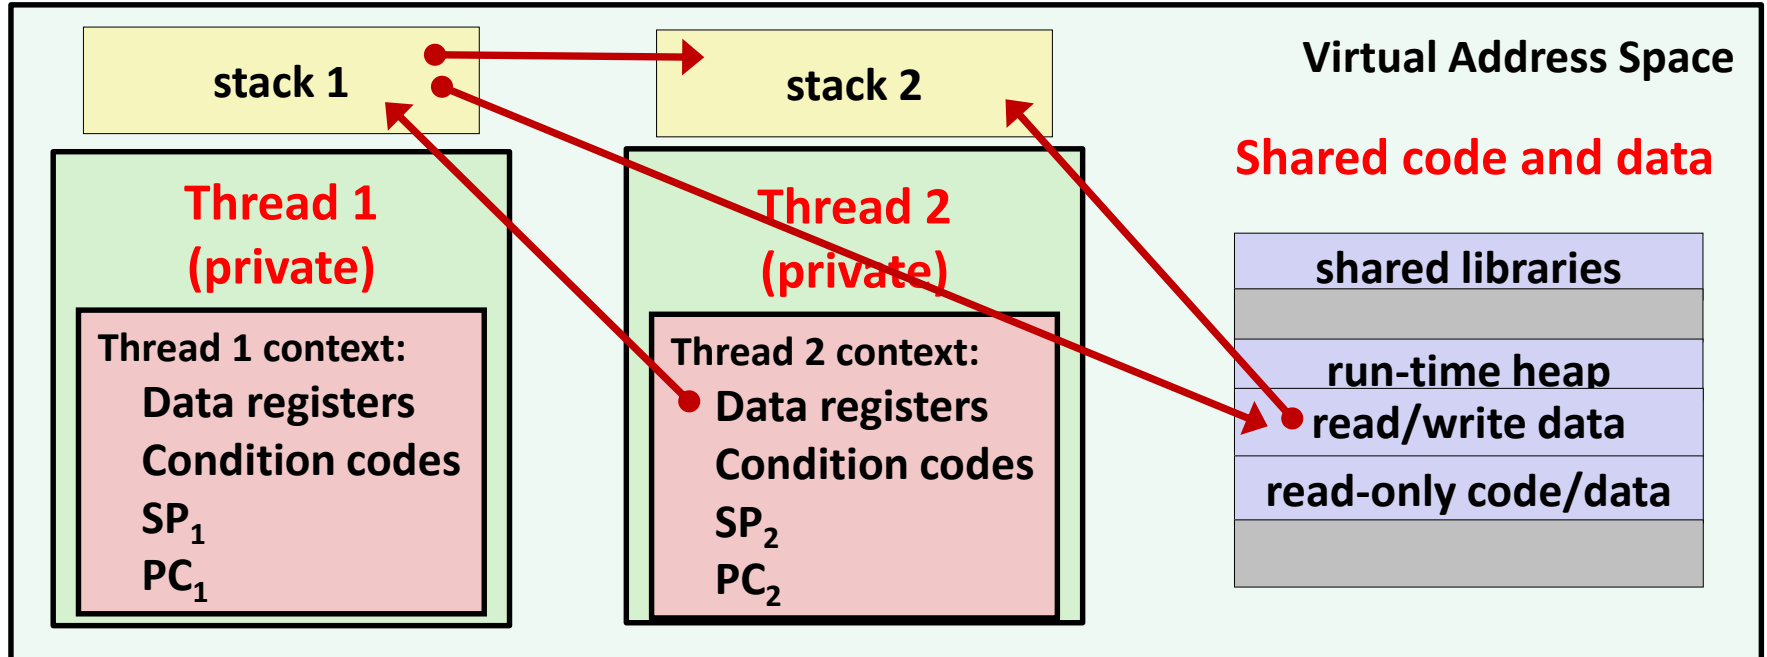 stack 1
stack 2
Virtual Address Space
Shared code and data
Thread 1
(private)
Thread 1 context:
Data registers
Condition codes
SP1
PC1
Thread 2
(private)
Thread 2 context:
Data registers
Condition codes
SP2
PC2
shared libraries
run-time heap
read/write data
read-only code/data